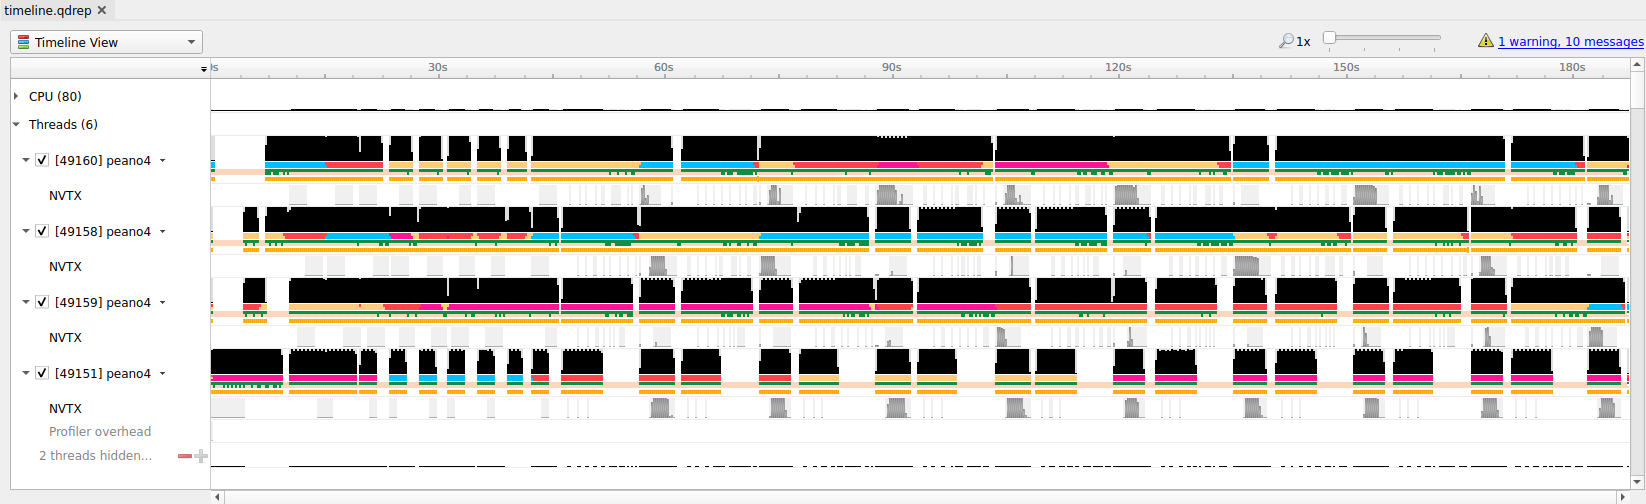 timeline.qdrep
Timeline View
1x
1 warning, 10 messages
30s 60s 90s 120s 150s 180s
CPU (80)
Threads (6)
[49160] peano4
NVTX
[49158] peano4
NVTX
[49159] peano4
NVTX
[49151] peano4
NVTX
Profiler overhead
2 threads hidden...